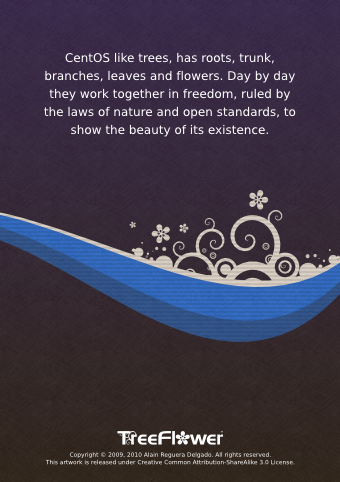 CentOS like trees, has roots, trunk,
branches, leaves and flowers. Day by day
they work together in freedom, ruled by
the laws of nature and open standards, to
show the beauty of its existence.
TreeFlower
Copyright © 2009, 2010 Alain Reguera Delgado. All rights reserved.
This artwork is released under Creative Common Attribution-ShareAlike 3.0 License.